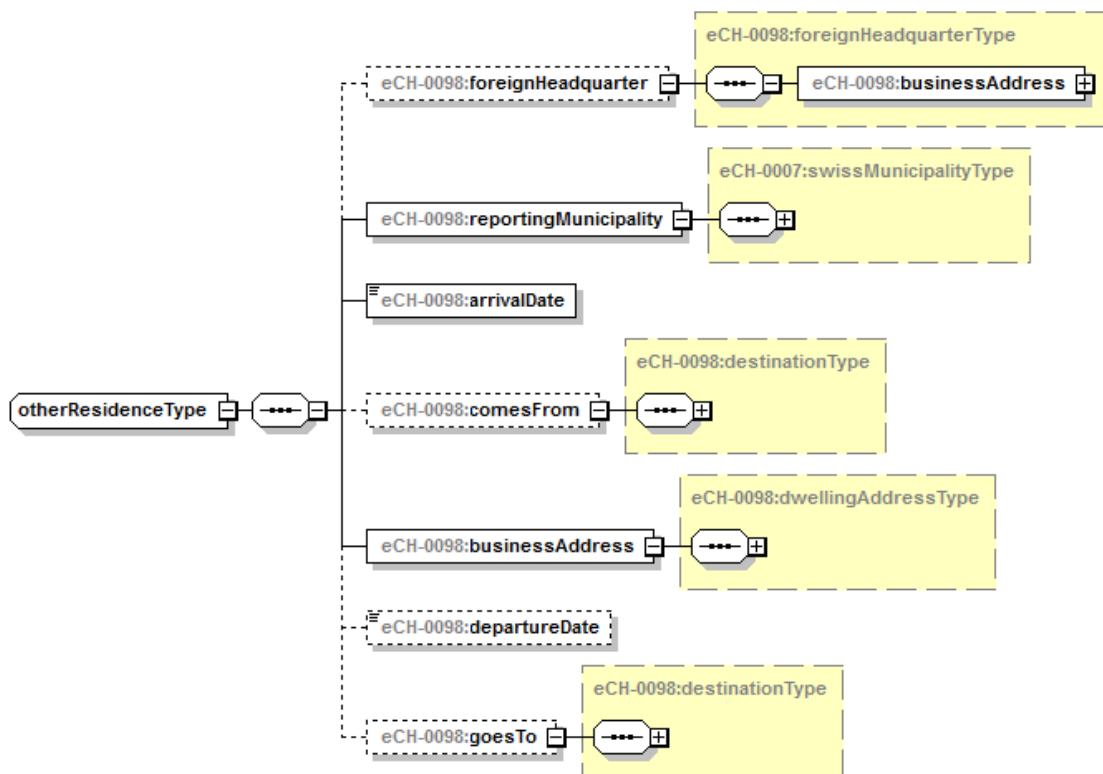 eCH-0098:foreignHeadquarterType
eCH-0098:foreignHeadquarter
eCH-0098:businessAddress
eCH-0007:swissMunicipalityType
eCH-0098:reportingMunicipality
eCH-0098:arrivalDate
eCH-0098:destinationType
otherResidenceType
eCH-0098:comesFrom
eCH-0098:dwellingAddressType
eCH-0098:businessAddress
eCH-0098:departureDate
eCH-0098:destinationType
eCH-0098:goesTo